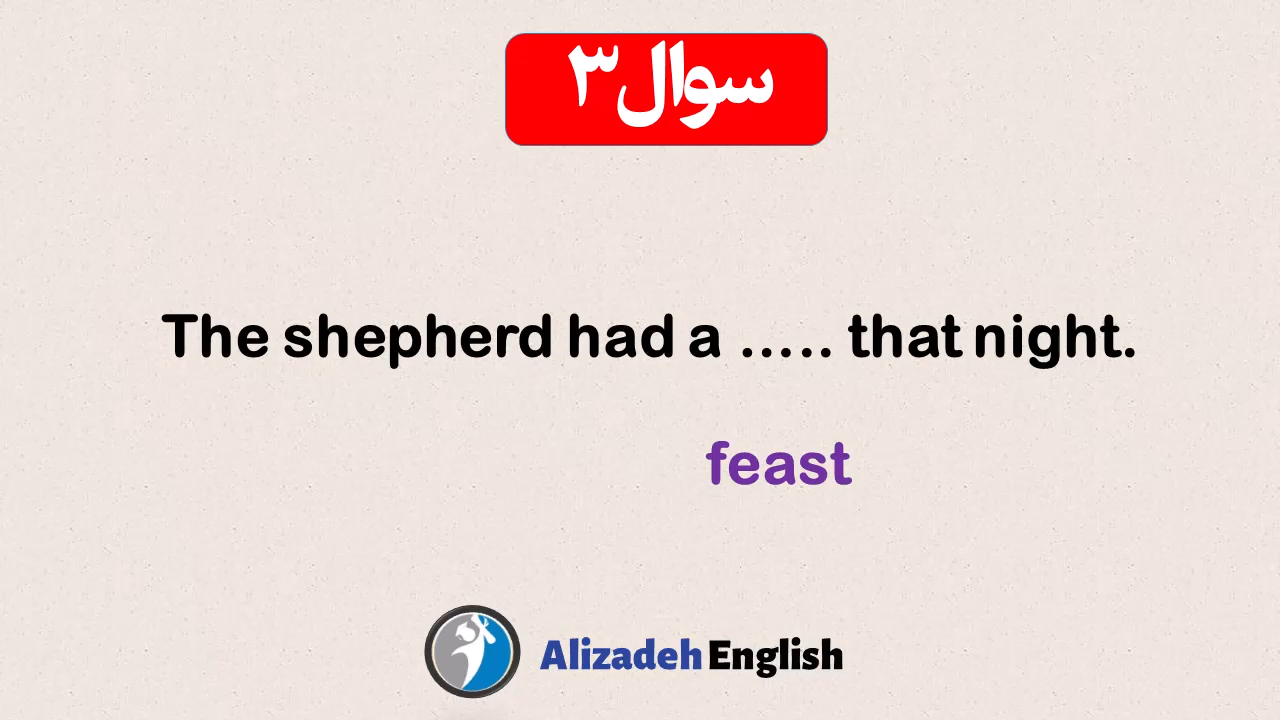 سوال۳
The shepherd had a ..... that night.
feast
Alizadeh English